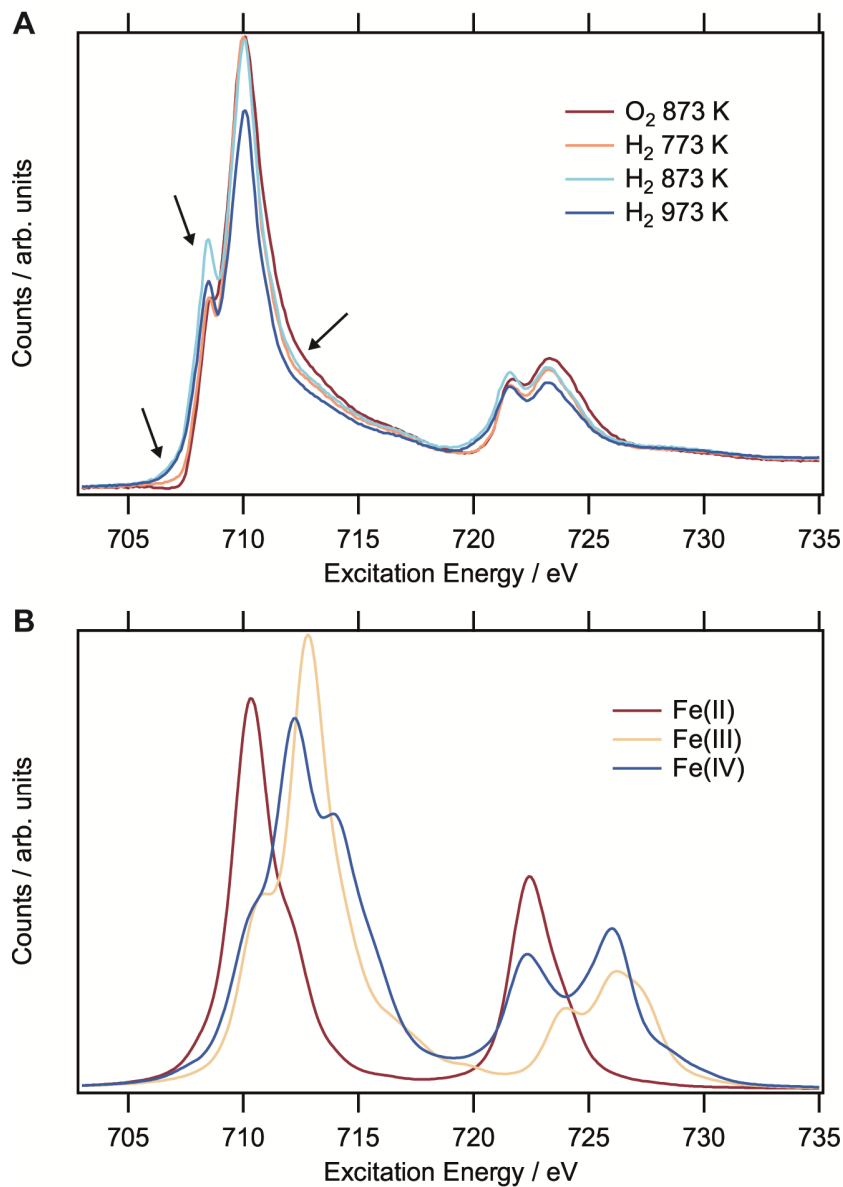 A
O₂ 873 K
H₂ 773 K
H₂ 873 K
H₂ 973 K
Counts / arb. units
705 710 715 720 725 730 735
Excitation Energy / eV
B
Fe(II)
Fe(III)
Fe(IV)
Counts / arb. units
705 710 715 720 725 730 735
Excitation Energy / eV